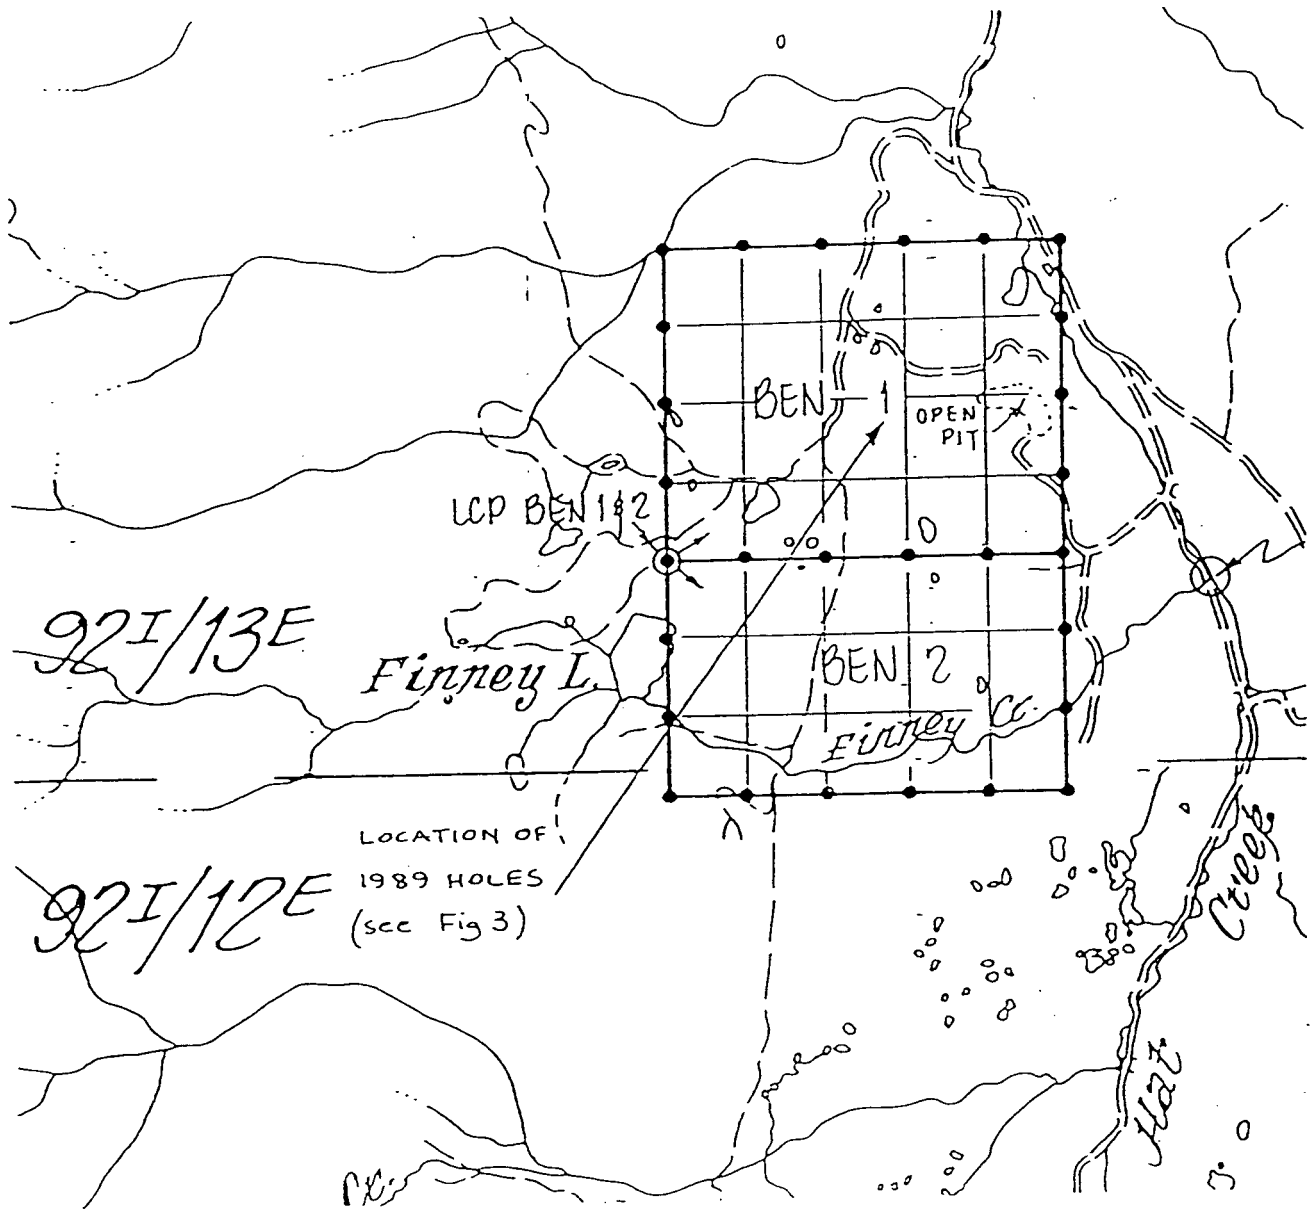 BEN 1
OPEN
PIT
LCP BEN 1 & 2
92I/13E
Finney L.
BEN 2
Finney Cr.
LOCATION OF
1989 HOLES
(see Fig 3)
92I/12E
Hat Creek